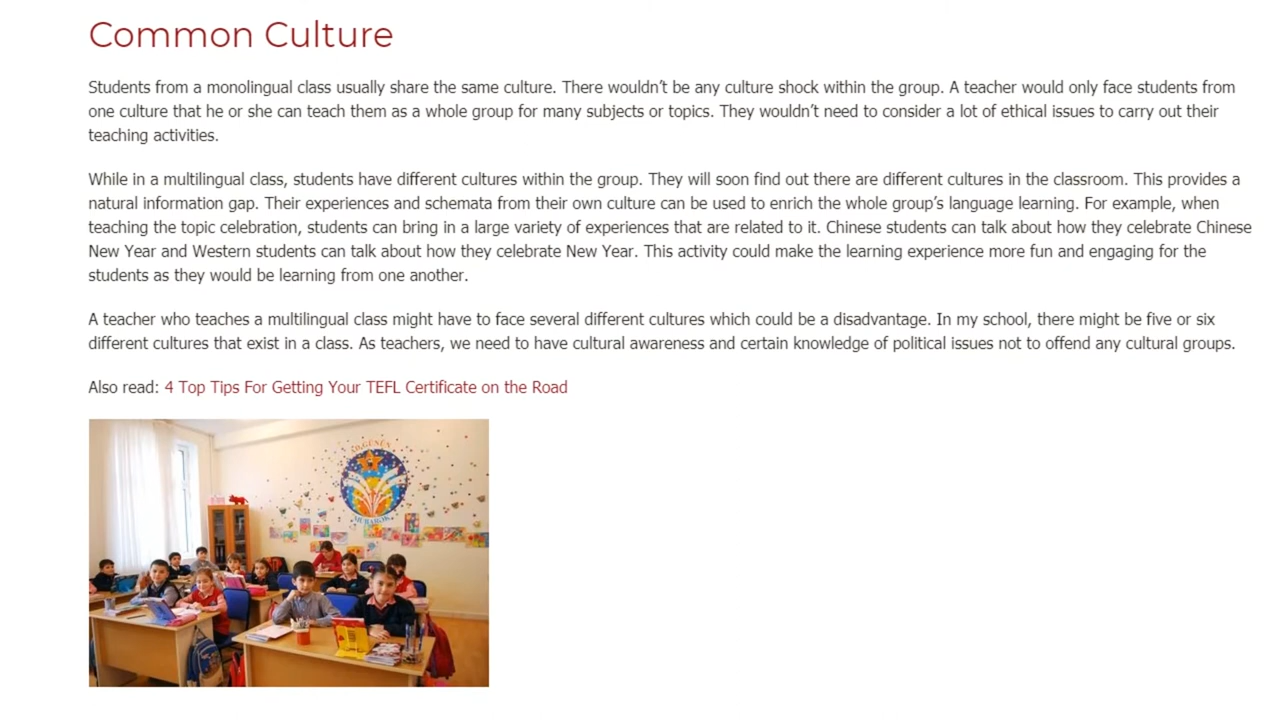 Common Culture
Students from a monolingual class usually share the same culture. There wouldn’t be any culture shock within the group. A teacher would only face students from
one culture that he or she can teach them as a whole group for many subjects or topics. They wouldn’t need to consider a lot of ethical issues to carry out their
teaching activities.
While in a multilingual class, students have different cultures within the group. They will soon find out there are different cultures in the classroom. This provides a
natural information gap. Their experiences and schemata from their own culture can be used to enrich the whole group’s language learning. For example, when
teaching the topic celebration, students can bring in a large variety of experiences that are related to it. Chinese students can talk about how they celebrate Chinese
New Year and Western students can talk about how they celebrate New Year. This activity could make the learning experience more fun and engaging for the
students as they would be learning from one another.
A teacher who teaches a multilingual class might have to face several different cultures which could be a disadvantage. In my school, there might be five or six
different cultures that exist in a class. As teachers, we need to have cultural awareness and certain knowledge of political issues not to offend any cultural groups.
Also read: 4 Top Tips For Getting Your TEFL Certificate on the Road